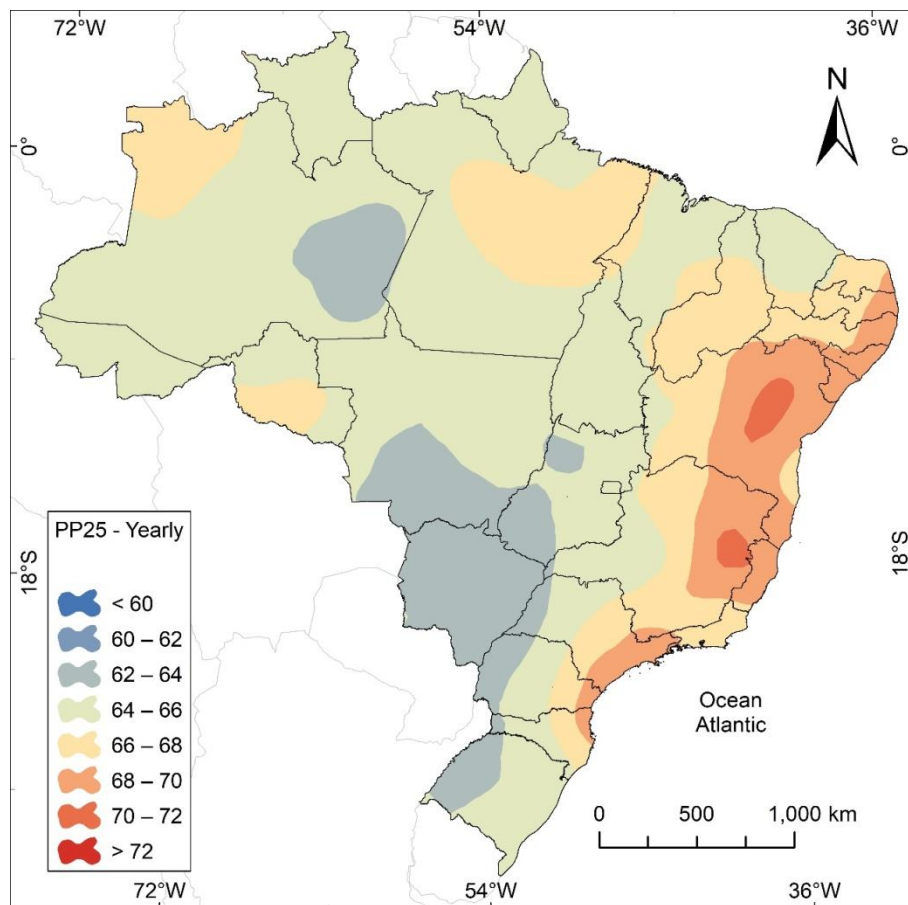 72°W 54°W 36°W
N
0° 0°
PP25 - Yearly
< 60
60 – 62
62 – 64
64 – 66
66 – 68
68 – 70
70 – 72
> 72
18°S 18°S
Ocean
Atlantic
0 500 1,000 km
72°W 54°W 36°W